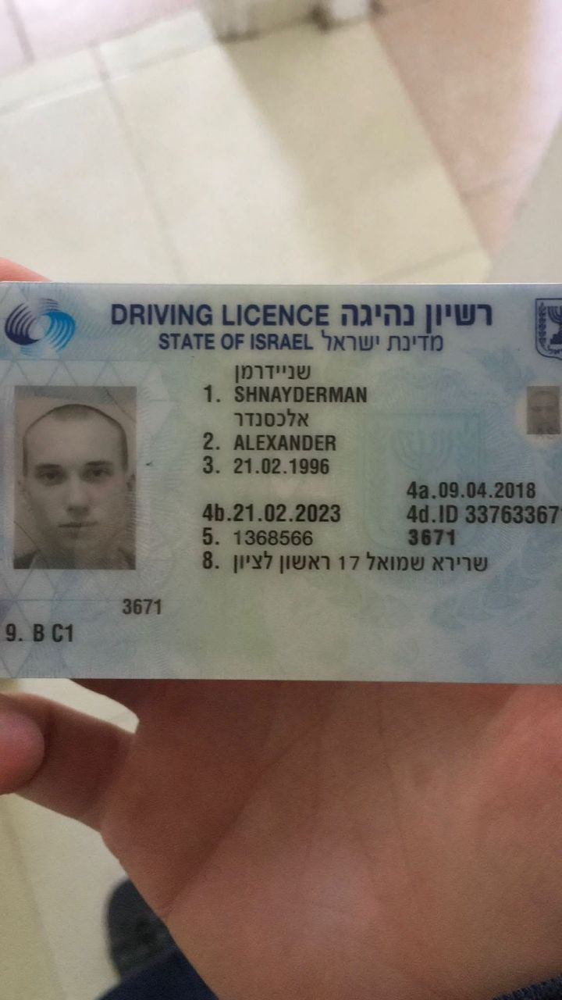 DRIVING LICENCE רשיון נהיגה
STATE OF ISRAEL מדינת ישראל
שניידרמן
1. SHNAYDERMAN
אלכסנדר
2. ALEXANDER
3. 21.02.1996
4a.09.04.2018
4b.21.02.2023 4d.ID 33763367
5. 1368566 3671
8. שרירא שמואל 17 ראשון לציון
3671
9. B C1